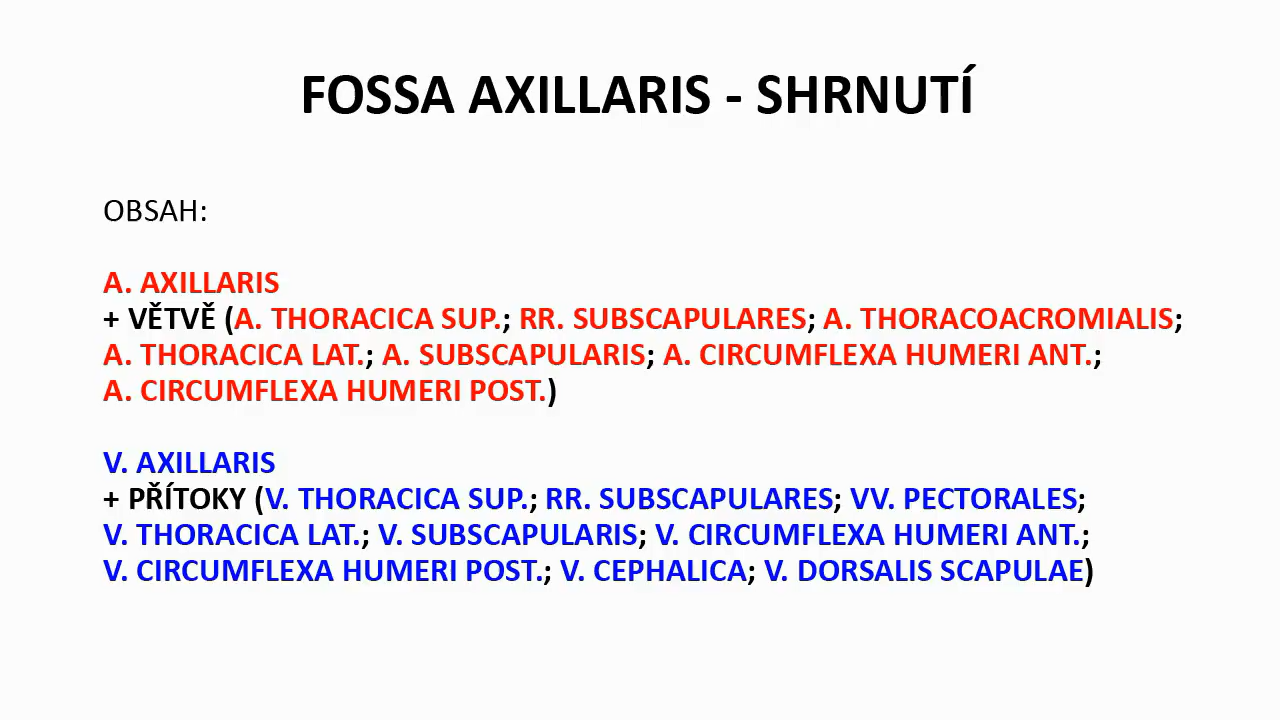 FOSSA AXILLARIS - SHRNUTÍ
OBSAH:
A. AXILLARIS
+ VĚTVĚ (A. THORACICA SUP.; RR. SUBSCAPULARES; A. THORACOACROMIALIS;
A. THORACICA LAT.; A. SUBSCAPULARIS; A. CIRCUMFLEXA HUMERI ANT.;
A. CIRCUMFLEXA HUMERI POST.)
V. AXILLARIS
+ PŘÍTOKY (V. THORACICA SUP.; RR. SUBSCAPULARES; VV. PECTORALES;
V. THORACICA LAT.; V. SUBSCAPULARIS; V. CIRCUMFLEXA HUMERI ANT.;
V. CIRCUMFLEXA HUMERI POST.; V. CEPHALICA; V. DORSALIS SCAPULAE)